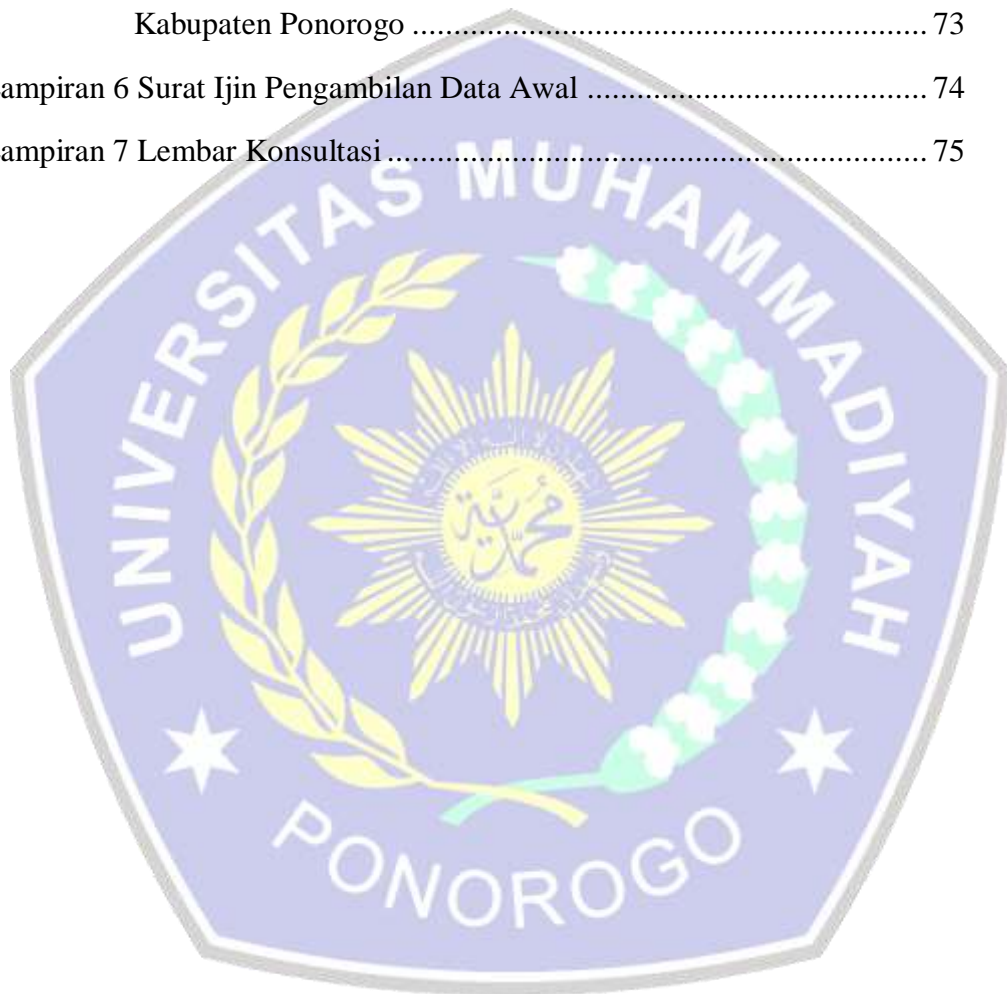 Kabupaten Ponorogo ............................................................... 73
ampiran 6 Surat Ijin Pengambilan Data Awal ......................................... 74
ampiran 7 Lembar Konsultasi .................................................................. 75
UNIVERSITAS MUHAMMADIYAH
محمدية
PONOROGO